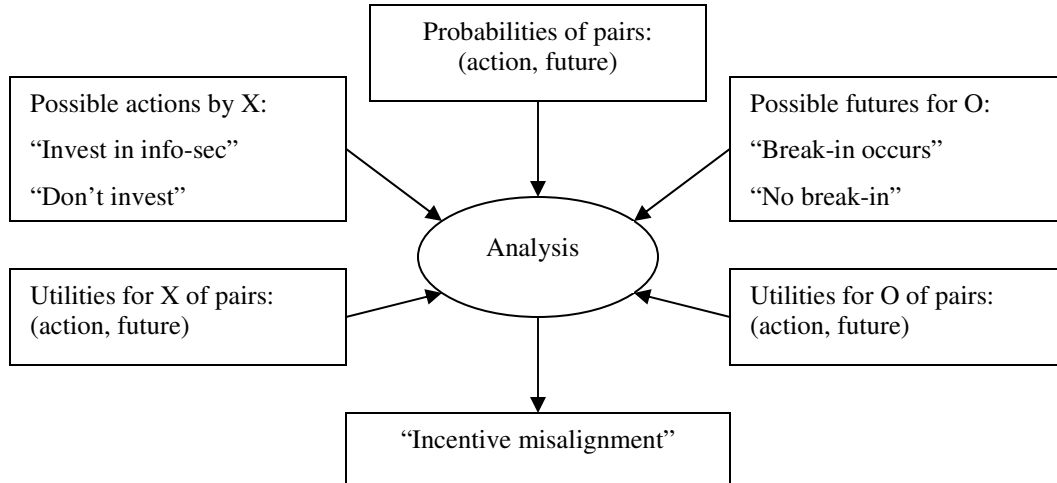 Probabilities of pairs:
(action, future)
Possible actions by X:
“Invest in info-sec”
“Don’t invest”
Possible futures for O:
“Break-in occurs”
“No break-in”
Analysis
Utilities for X of pairs:
(action, future)
Utilities for O of pairs:
(action, future)
“Incentive misalignment”